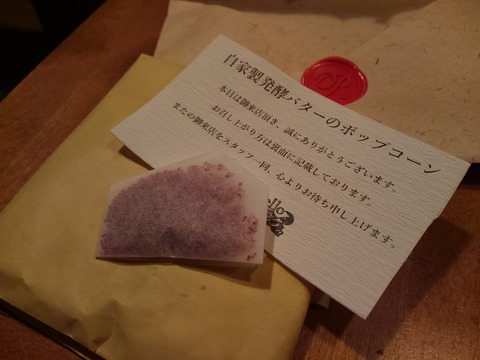 自家製発酵バターのポップコーン
本日は御来店頂き、誠にありがとうございます。
お召し上がり方は裏面に記載しております。
またの御来店をスタッフ一同、心よりお待ち申し上げます。